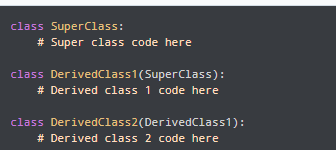 class SuperClass:
    # Super class code here
class DerivedClass1(SuperClass):
    # Derived class 1 code here
class DerivedClass2(DerivedClass1):
    # Derived class 2 code here